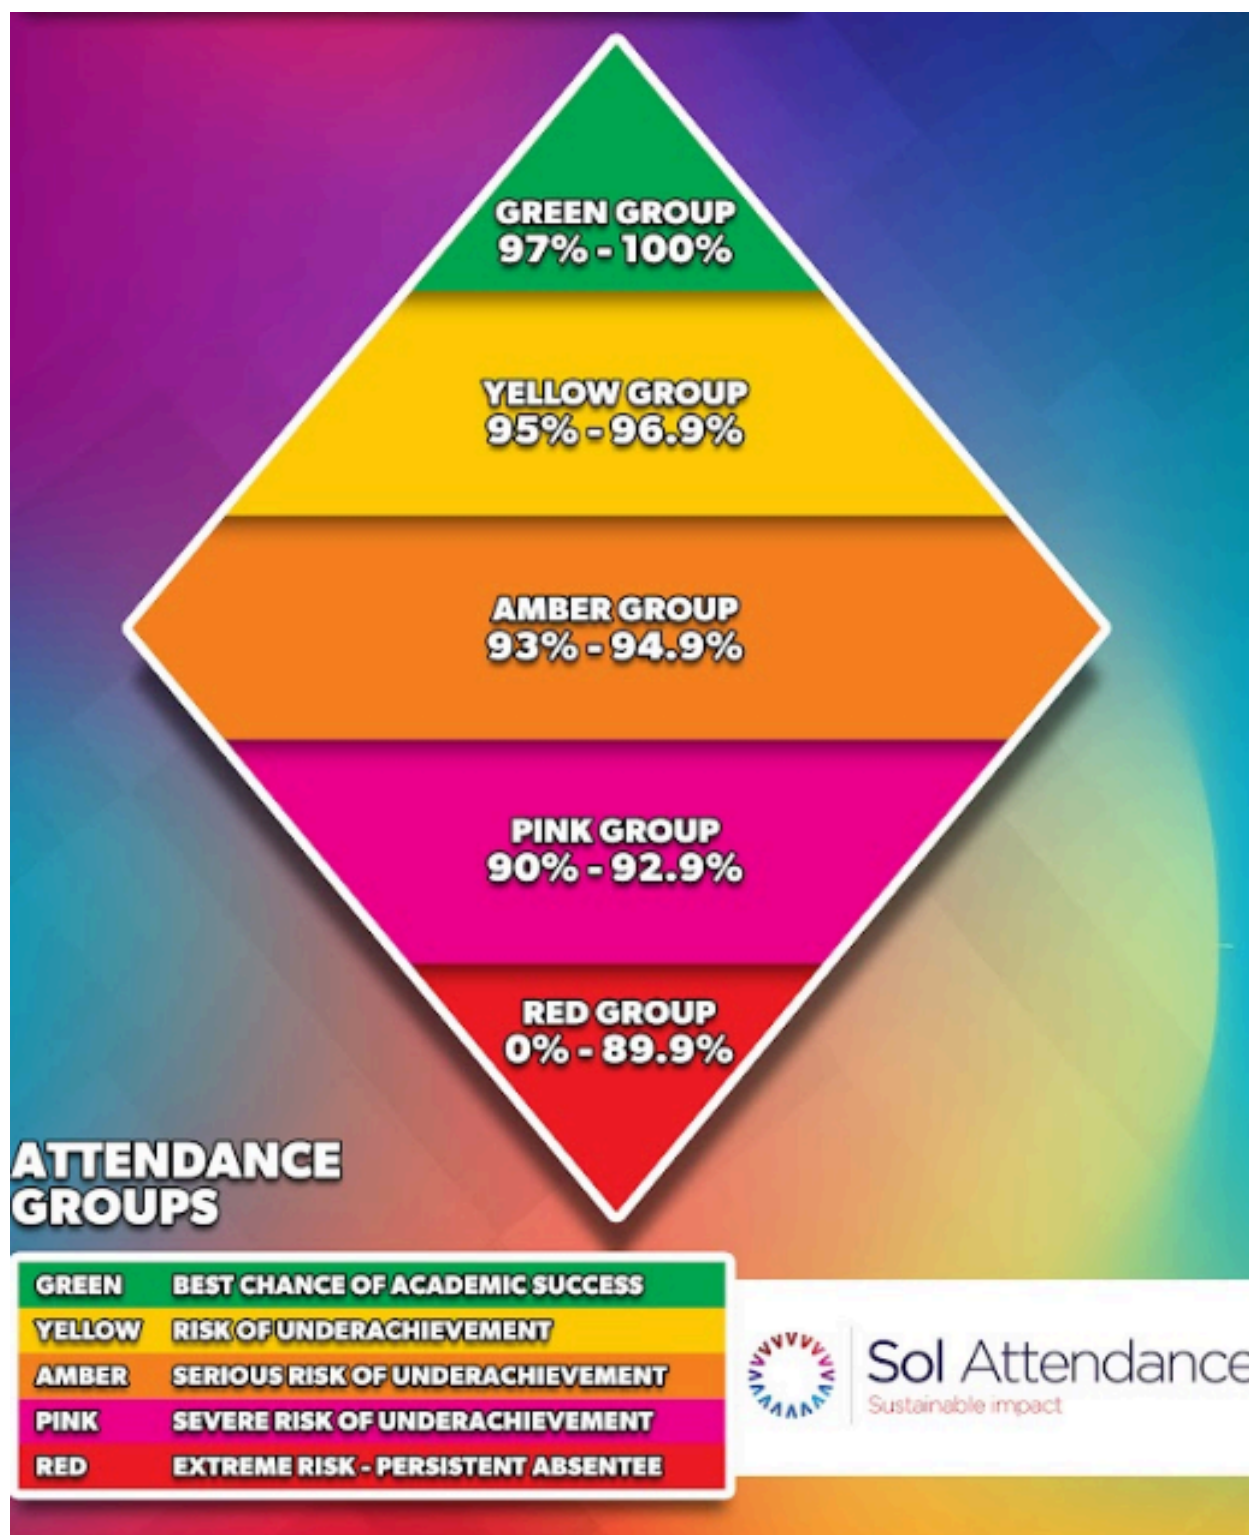 GREEN GROUP
97% - 100%
YELLOW GROUP
95% - 96.9%
AMBER GROUP
93% - 94.9%
PINK GROUP
90% - 92.9%
RED GROUP
0% - 89.9%
ATTENDANCE
GROUPS
GREEN BEST CHANCE OF ACADEMIC SUCCESS
YELLOW RISK OF UNDERACHIEVEMENT
AMBER SERIOUS RISK OF UNDERACHIEVEMENT
PINK SEVERE RISK OF UNDERACHIEVEMENT
RED EXTREME RISK - PERSISTENT ABSENTEE
Sol Attendance
Sustainable impact